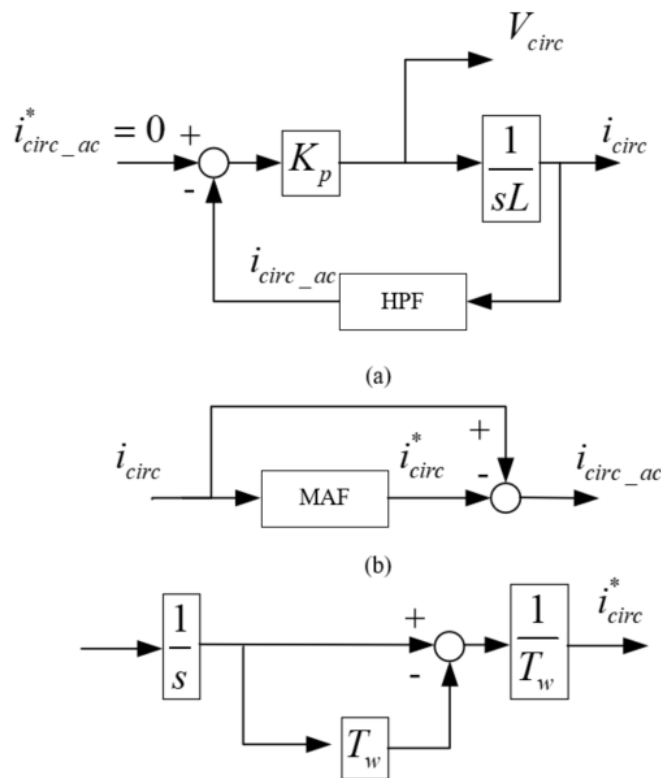 V_circ
i*_circ_ac = 0 + K_p 1/sL i_circ
-
i_circ_ac HPF
(a)
+
i_circ MAF i*_circ - i_circ_ac
(b)
1/s + 1/T_w i*_circ
-
T_w